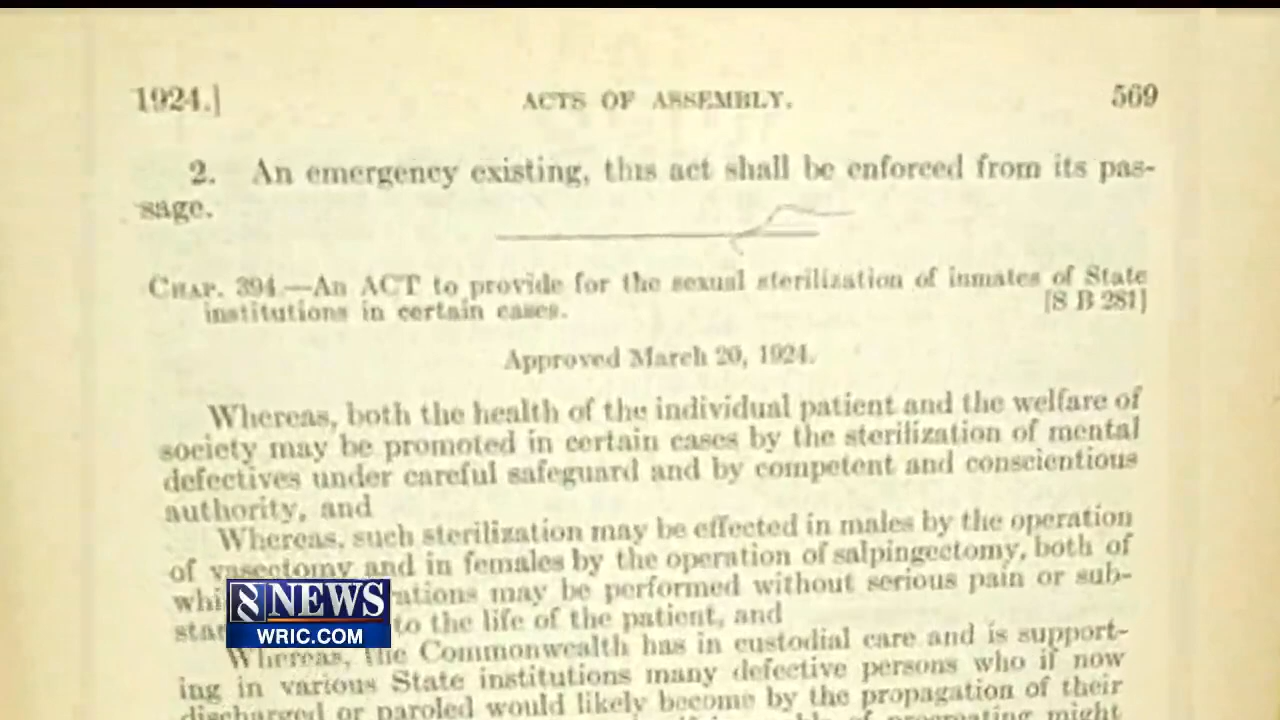 1924.] ACTS OF ASSEMBLY. 569
2. An emergency existing, this act shall be enforced from its pas-
sage.
CHAP. 394.—An ACT to provide for the sexual sterilization of inmates of State
institutions in certain cases. [S B 281]
Approved March 20, 1924.
Whereas, both the health of the individual patient and the welfare of
society may be promoted in certain cases by the sterilization of mental
defectives under careful safeguard and by competent and conscientious
authority, and
Whereas, such sterilization may be effected in males by the operation
of vasectomy and in females by the operation of salpingectomy, both of
whi ations may be performed without serious pain or sub-
stan to the life of the patient, and
Whereas, the Commonwealth has in custodial care and is support-
ing in various State institutions many defective persons who if now
discharged or paroled would likely become by the propagation of their
of procreating might
8NEWS
WRIC.COM